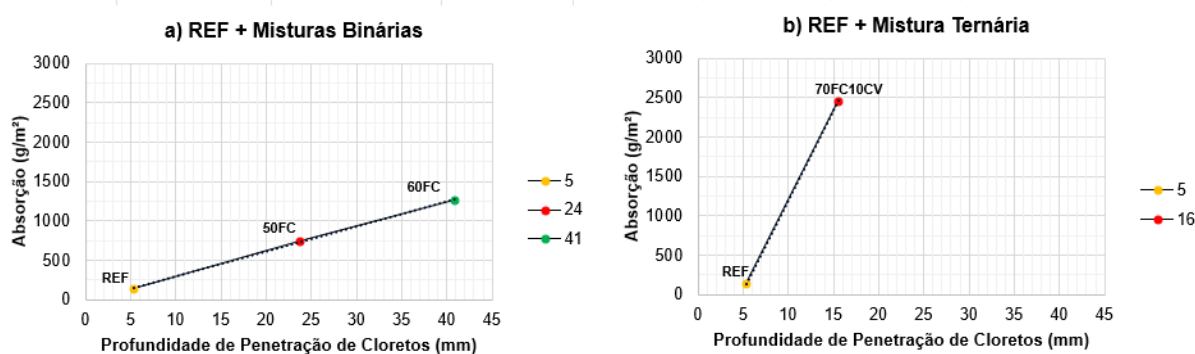 a) REF + Misturas Binárias
Absorção (g/m²)
3000
2500
2000
1500
1000
500
0
REF
50FC
60FC
0 5 10 15 20 25 30 35 40 45
Profundidade de Penetração de Cloretos (mm)
5
24
41
b) REF + Mistura Ternária
Absorção (g/m²)
3000
2500
2000
1500
1000
500
0
70FC10CV
REF
0 5 10 15 20 25 30 35 40 45
Profundidade de Penetração de Cloretos (mm)
5
16